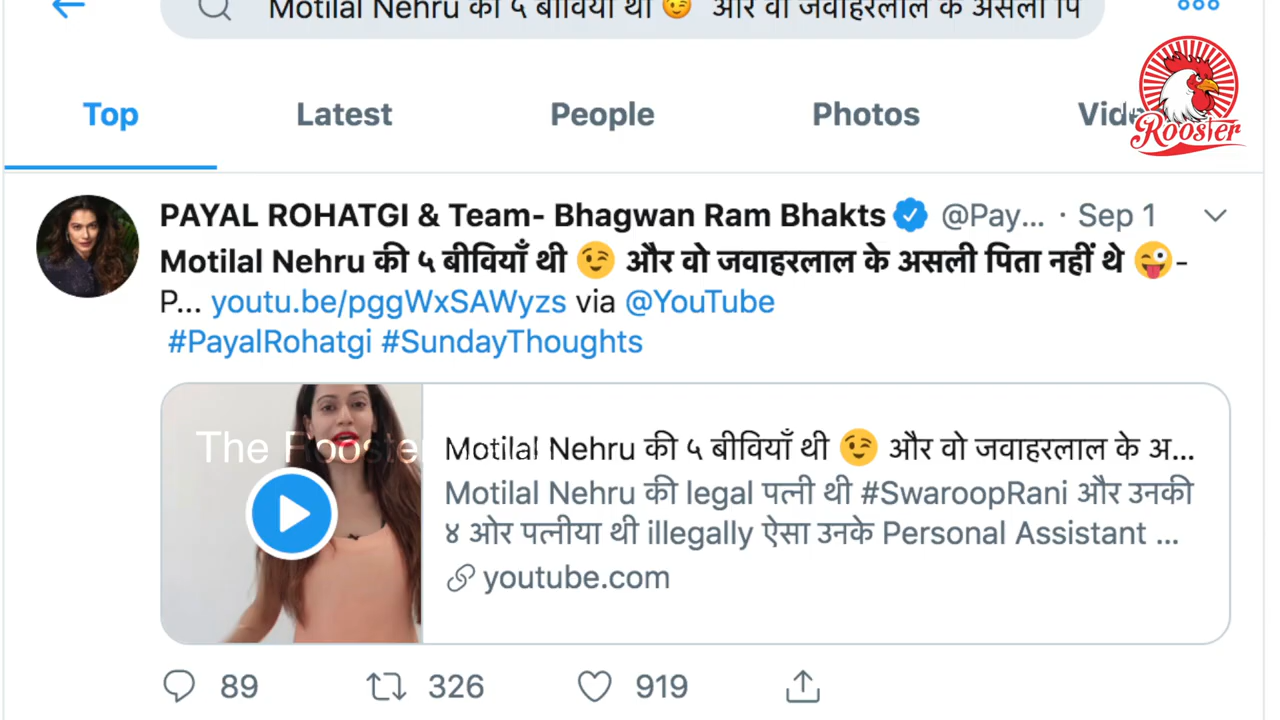 Motilal Nehru की ५ बीवियाँ थी 😉 और वो जवाहरलाल के असली पि
Top Latest People Photos
Rooster
PAYAL ROHATGI & Team- Bhagwan Ram Bhakts @Pay... · Sep 1
Motilal Nehru की ५ बीवियाँ थी 😉 और वो जवाहरलाल के असली पिता नहीं थे 😜-
P... youtu.be/pggWxSAWyzs via @YouTube
#PayalRohatgi #SundayThoughts
The Rooster
Motilal Nehru की ५ बीवियाँ थी 😉 और वो जवाहरलाल के अ...
Motilal Nehru की legal पत्नी थी #SwaroopRani और उनकी
४ ओर पत्नीया थी illegally ऐसा उनके Personal Assistant ...
youtube.com
89 326 919